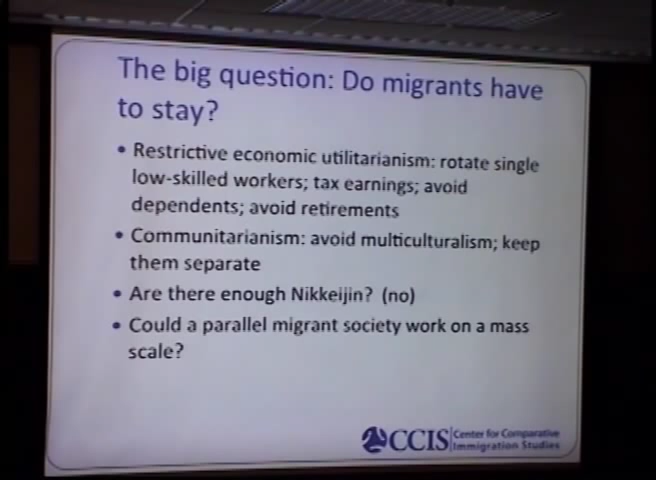 The big question: Do migrants have
to stay?
• Restrictive economic utilitarianism: rotate single
low-skilled workers; tax earnings; avoid
dependents; avoid retirements
• Communitarianism: avoid multiculturalism; keep
them separate
• Are there enough Nikkeijin? (no)
• Could a parallel migrant society work on a mass
scale?
CCIS Center for Comparative
Immigration Studies